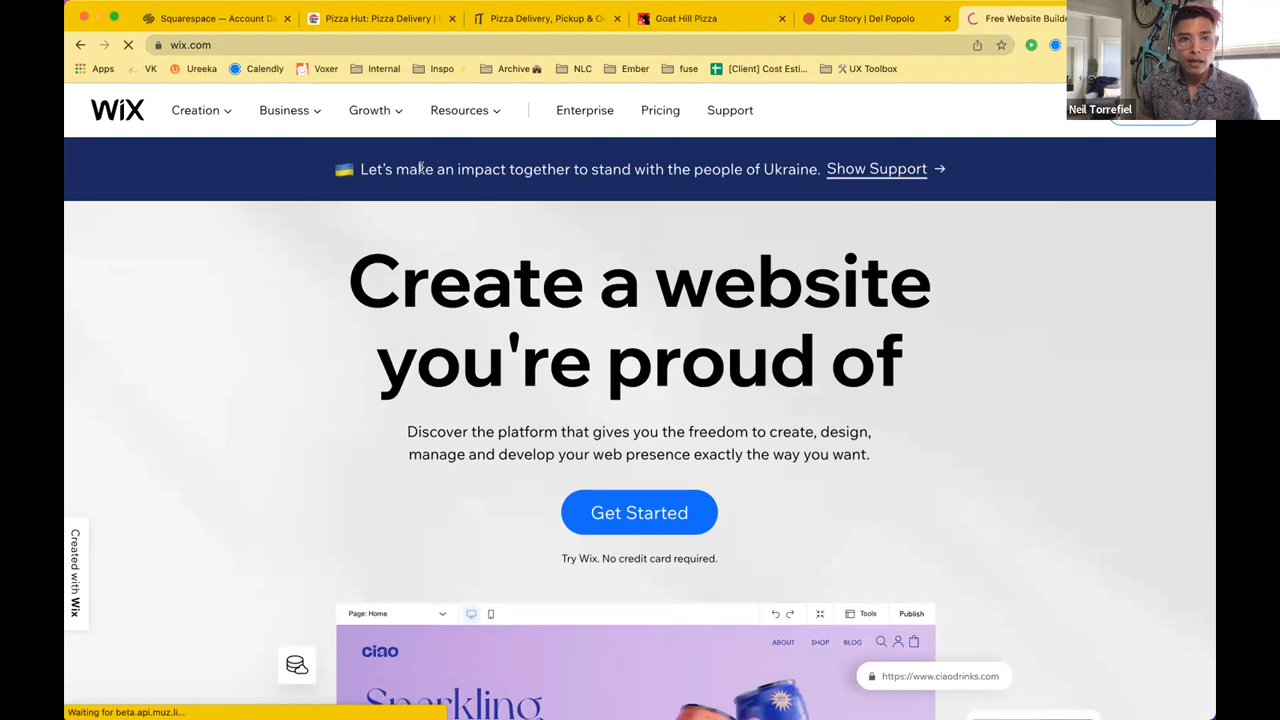 Squarespace — Account Da
Pizza Hut: Pizza Delivery |
Pizza Delivery, Pickup & O
Goat Hill Pizza
Our Story | Del Popolo
Free Website Builde
wix.com
Apps
VK
Ureeka
Calendly
Voxer
Internal
Inspo
Archive
NLC
Ember
fuse
[Client] Cost Esti...
UX Toolbox
Neil Torrefiel
WiX
Creation
Business
Growth
Resources
Enterprise
Pricing
Support
Let's make an impact together to stand with the people of Ukraine. Show Support →
Create a website
you're proud of
Discover the platform that gives you the freedom to create, design,
manage and develop your web presence exactly the way you want.
Get Started
Try Wix. No credit card required.
Created with Wix
Page: Home
Tools
Publish
ciao
ABOUT
SHOP
BLOG
https://www.ciaodrinks.com
Sparkling
Waiting for beta.api.muz.li...